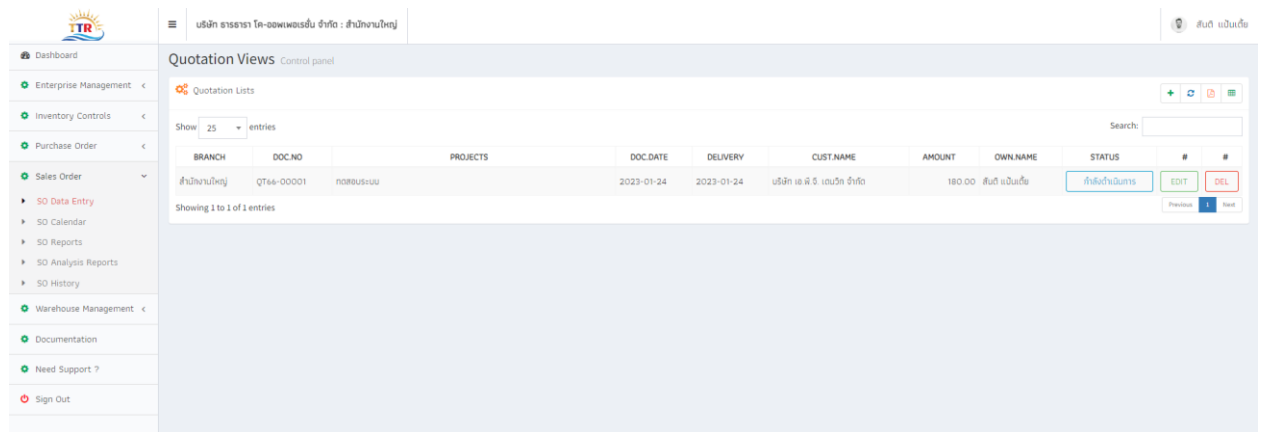 TTR
บริษัท ธารธารา โค-ออพเพอเรชั่น จำกัด : สำนักงานใหญ่
สันติ แป้นเตี้ย
Dashboard
Enterprise Management
Inventory Controls
Purchase Order
Sales Order
SO Data Entry
SO Calendar
SO Reports
SO Analysis Reports
SO History
Warehouse Management
Documentation
Need Support ?
Sign Out
Quotation Views Control panel
Quotation Lists
Show 25 entries
Search:
BRANCH DOC.NO PROJECTS DOC.DATE DELIVERY CUST.NAME AMOUNT OWN.NAME STATUS # #
สำนักงานใหญ่ QT66-00001 ทดสอบระบบ 2023-01-24 2023-01-24 บริษัท เอ.พี.จี. เดนวิท จำกัด 180.00 สันติ แป้นเตี้ย กำลังดำเนินการ EDIT DEL
Showing 1 to 1 of 1 entries
Previous 1 Next